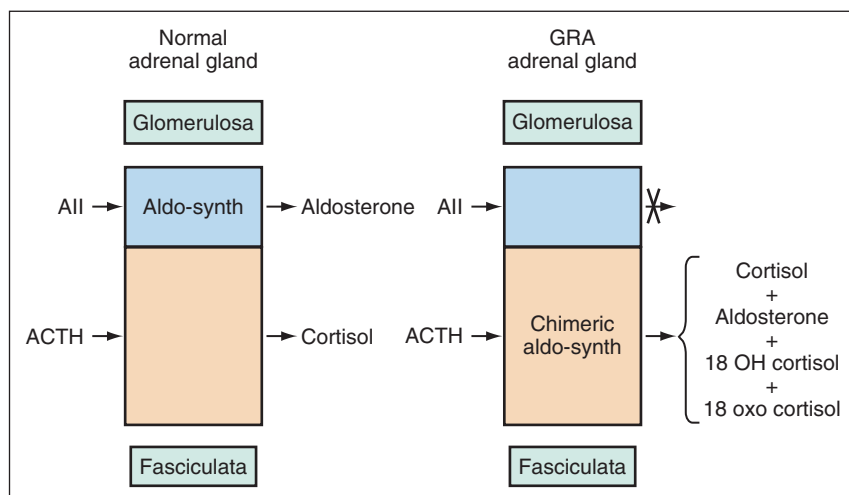 Normal
adrenal gland
Glomerulosa
AII
Aldo-synth
Aldosterone
ACTH
Cortisol
Fasciculata
GRA
adrenal gland
Glomerulosa
AII
ACTH
Chimeric
aldo-synth
Cortisol
+
Aldosterone
+
18 OH cortisol
+
18 oxo cortisol
Fasciculata